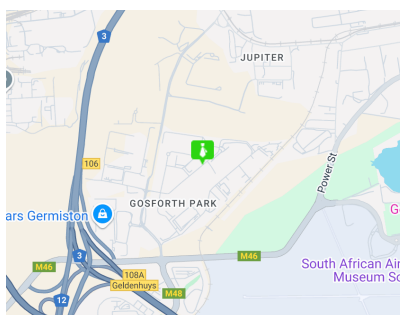 3
JUPITER
106
Power St
GOSFORTH PARK
ars Germiston
G
3
M46
M46
South African Air
Museum So
108A
Geldenhuys
12
M48